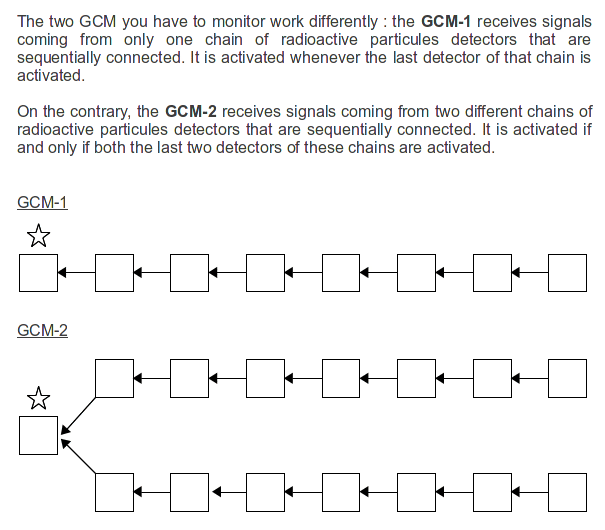 The two GCM you have to monitor work differently : the GCM-1 receives signals
coming from only one chain of radioactive particules detectors that are
sequentially connected. It is activated whenever the last detector of that chain is
activated.
On the contrary, the GCM-2 receives signals coming from two different chains of
radioactive particules detectors that are sequentially connected. It is activated if
and only if both the last two detectors of these chains are activated.
GCM-1
GCM-2